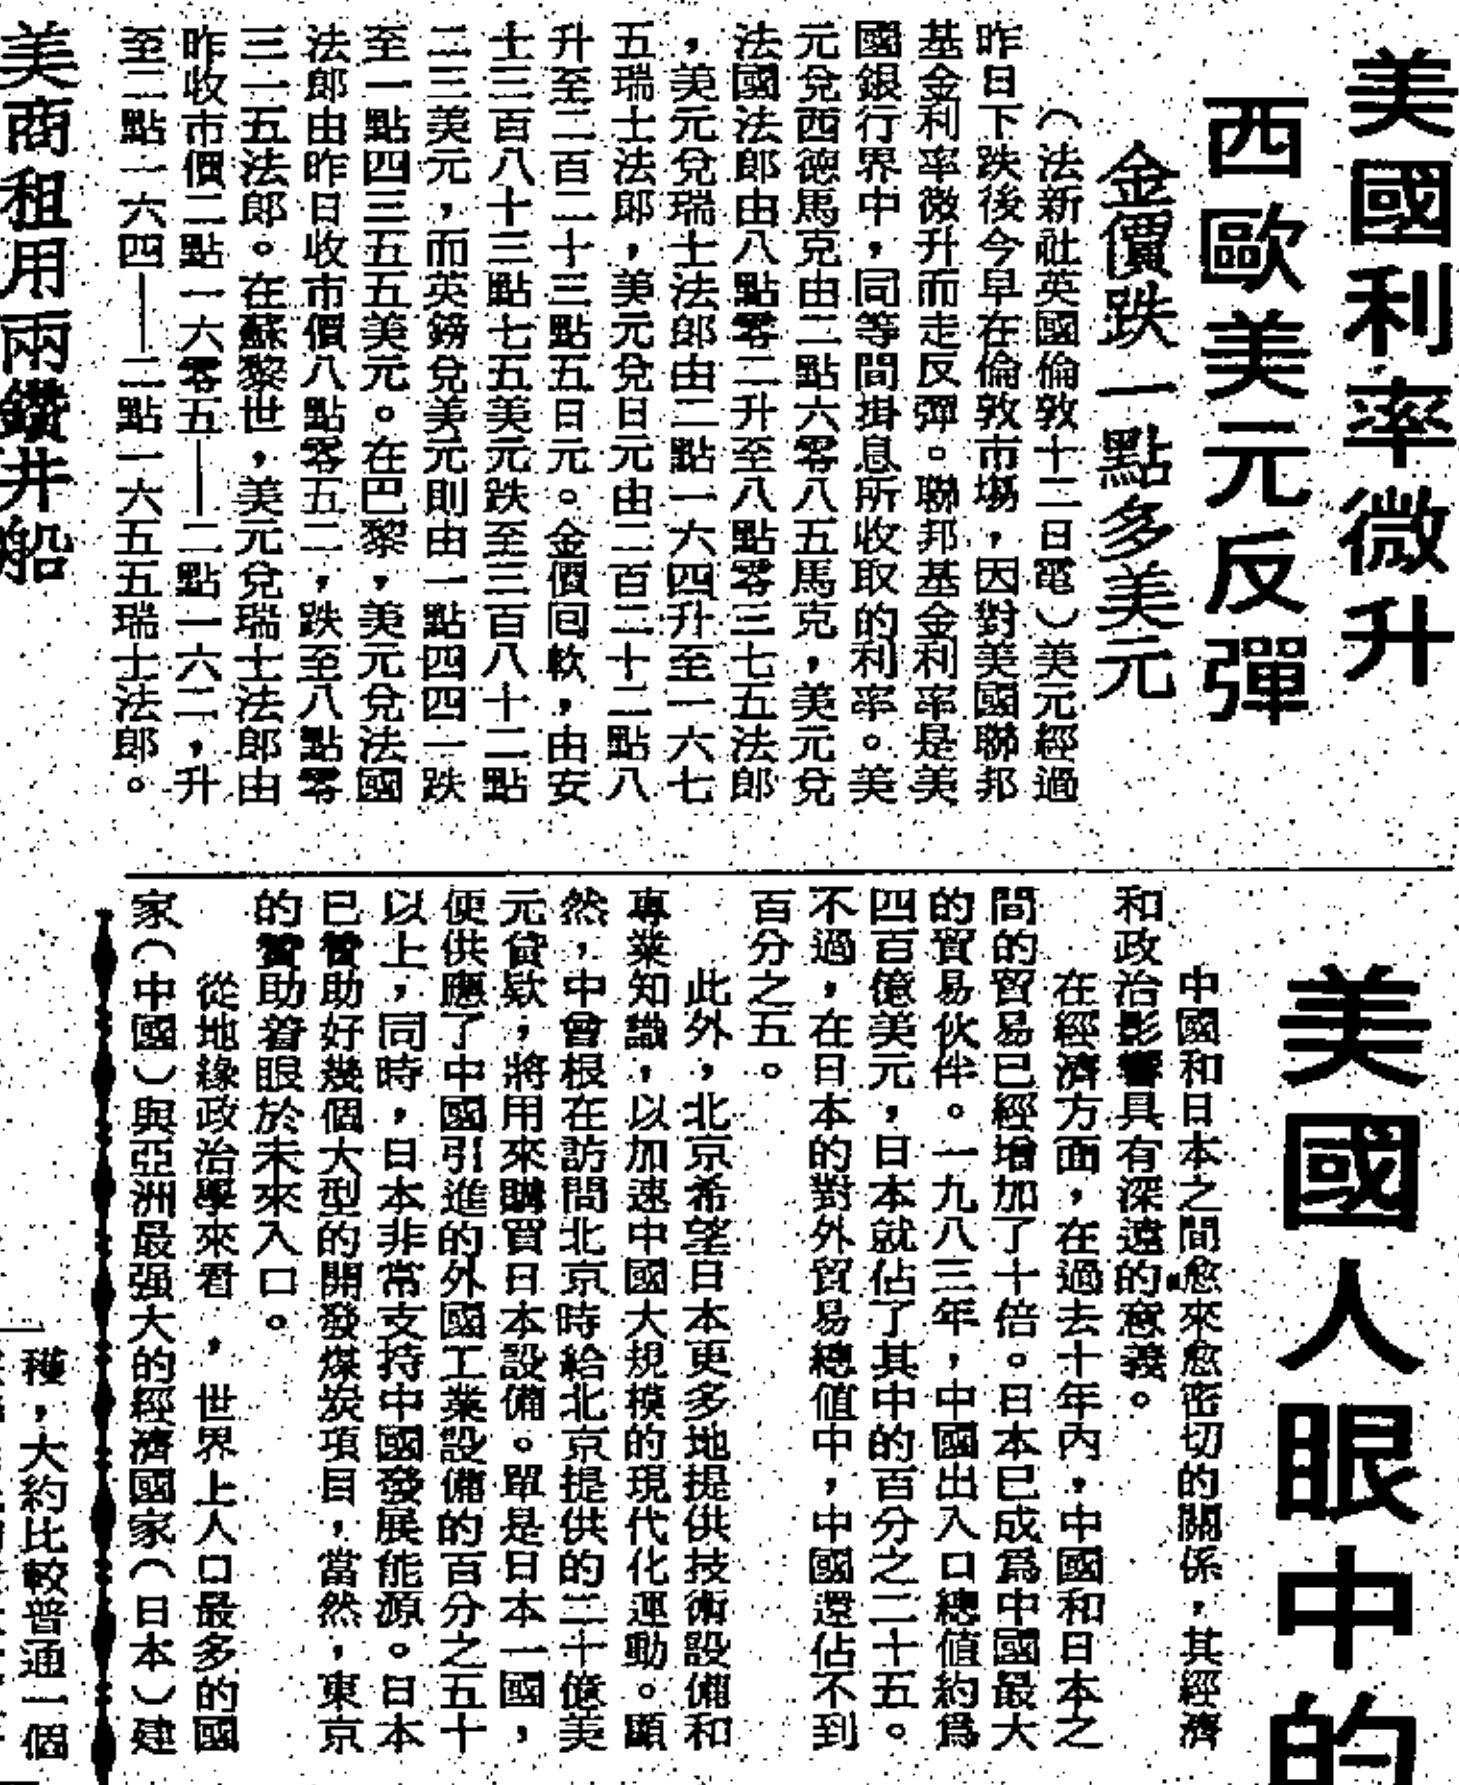 美國利率微升
西歐美元反彈
金價跌一點多美元
（法新社英國倫敦十二日電）美元經過
昨日下跌後今早在倫敦市場，因對美國聯邦
基金利率微升而走反彈。聯邦基金利率是美
國銀行界中，同等間掛息所收取的利率。美
元兌西德馬克由二點六零八五馬克，美元兌
法國法郎由八點零二升至八點零三七五法郎
，美元兌瑞士法郎由二點一六四升至一六七
五瑞士法郎，美元兌日元由二百二十二點八
升至二百二十三點五日元。金價回軟，由安
士三百八十三點七五美元跌至三百八十二點
二三美元，而英鎊兌美元則由一點四四一跌
至一點四三五五美元。在巴黎，美元兌法國
法郎由昨日收市價八點零五二，跌至八點零
三一五法郎。在蘇黎世，美元兌瑞士法郎由
昨收市價二點一六零五——二點一六二，升
至二點一六四——二點一六五五瑞士法郎。
美商租用兩鑽井船
美國人眼中的
中國和日本之間愈來愈密切的關係，其經濟
和政治影響具有深遠的意義。
在經濟方面，在過去十年內，中國和日本之
間的貿易已經增加了十倍。日本已成爲中國最大
的貿易伙伴。一九八三年，中國出入口總值約爲
四百億美元，日本就佔了其中的百分之二十五。
不過，在日本的對外貿易總值中，中國還佔不到
百分之五。
此外，北京希望日本更多地提供技術設備和
專業知識，以加速中國大規模的現代化運動。顯
然，中曾根在訪問北京時給北京提供的二十億美
元貸款，將用來購買日本設備。單是日本一國，
便供應了中國引進的外國工業設備的百分之五十
以上，同時，日本非常支持中國發展能源。日本
已贊助好幾個大型的開發煤炭項目，當然，東京
的贊助着眼於未來入口。
從地緣政治學來看，世界上人口最多的國
家（中國）與亞洲最强大的經濟國家（日本）建
穫，大約比較普通一個